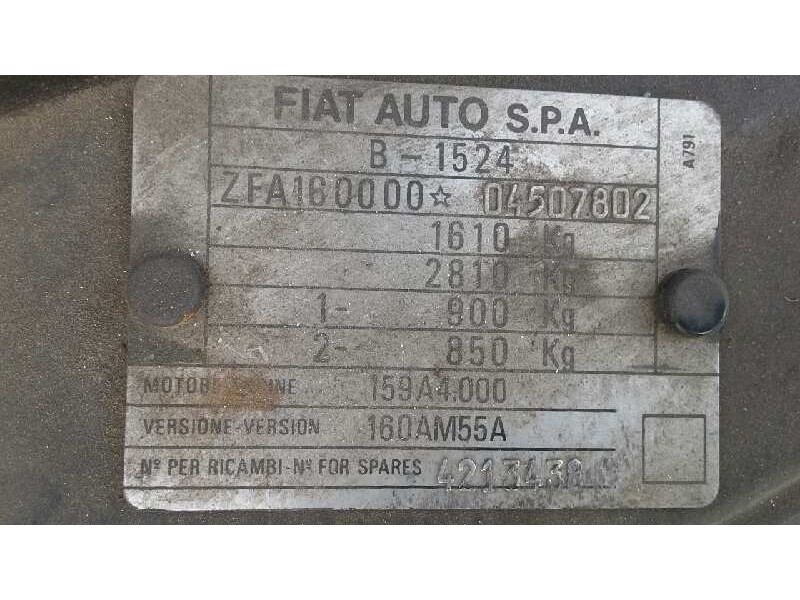 FIAT AUTO S.P.A.
A791
B-1524
ZFA160000☆ 04507802
1610 Kg
2810 Kg
1- 900 Kg
2- 850 Kg
MOTORE
159A4.000
VERSIONE-VERSION 160AM55A
Nº PER RICAMBI-Nº FOR SPARES